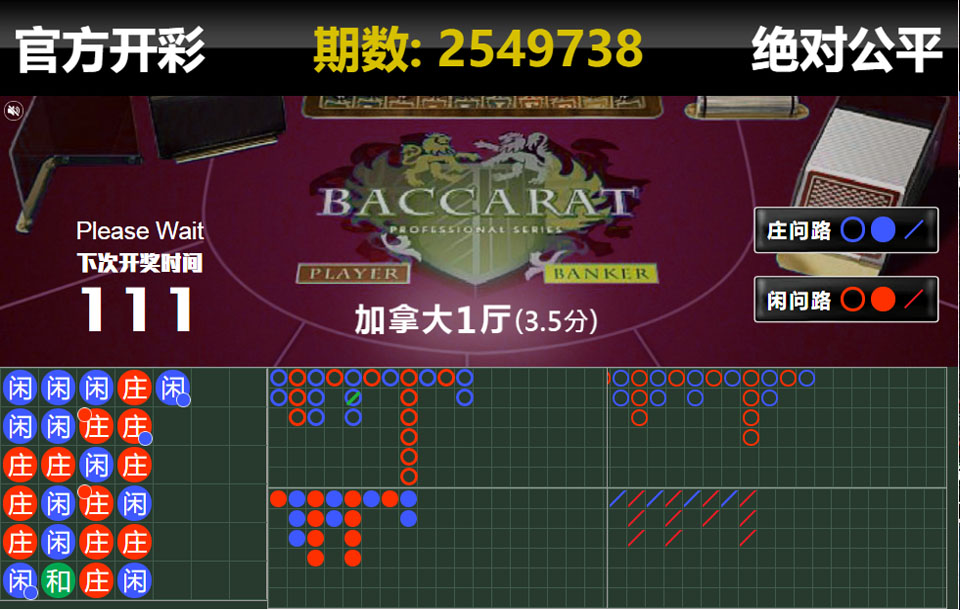 官方开彩
期数: 2549738
绝对公平
BACCARAT
PROFESSIONAL SERIES
Please Wait
下次开奖时间
111
PLAYER
BANKER
加拿大1厅(3.5分)
庄问路
闲问路
闲 闲 闲 庄 闲
闲 闲 庄 庄
庄 庄 闲 庄
庄 闲 庄 闲
庄 闲 庄 庄
闲 和 庄 闲